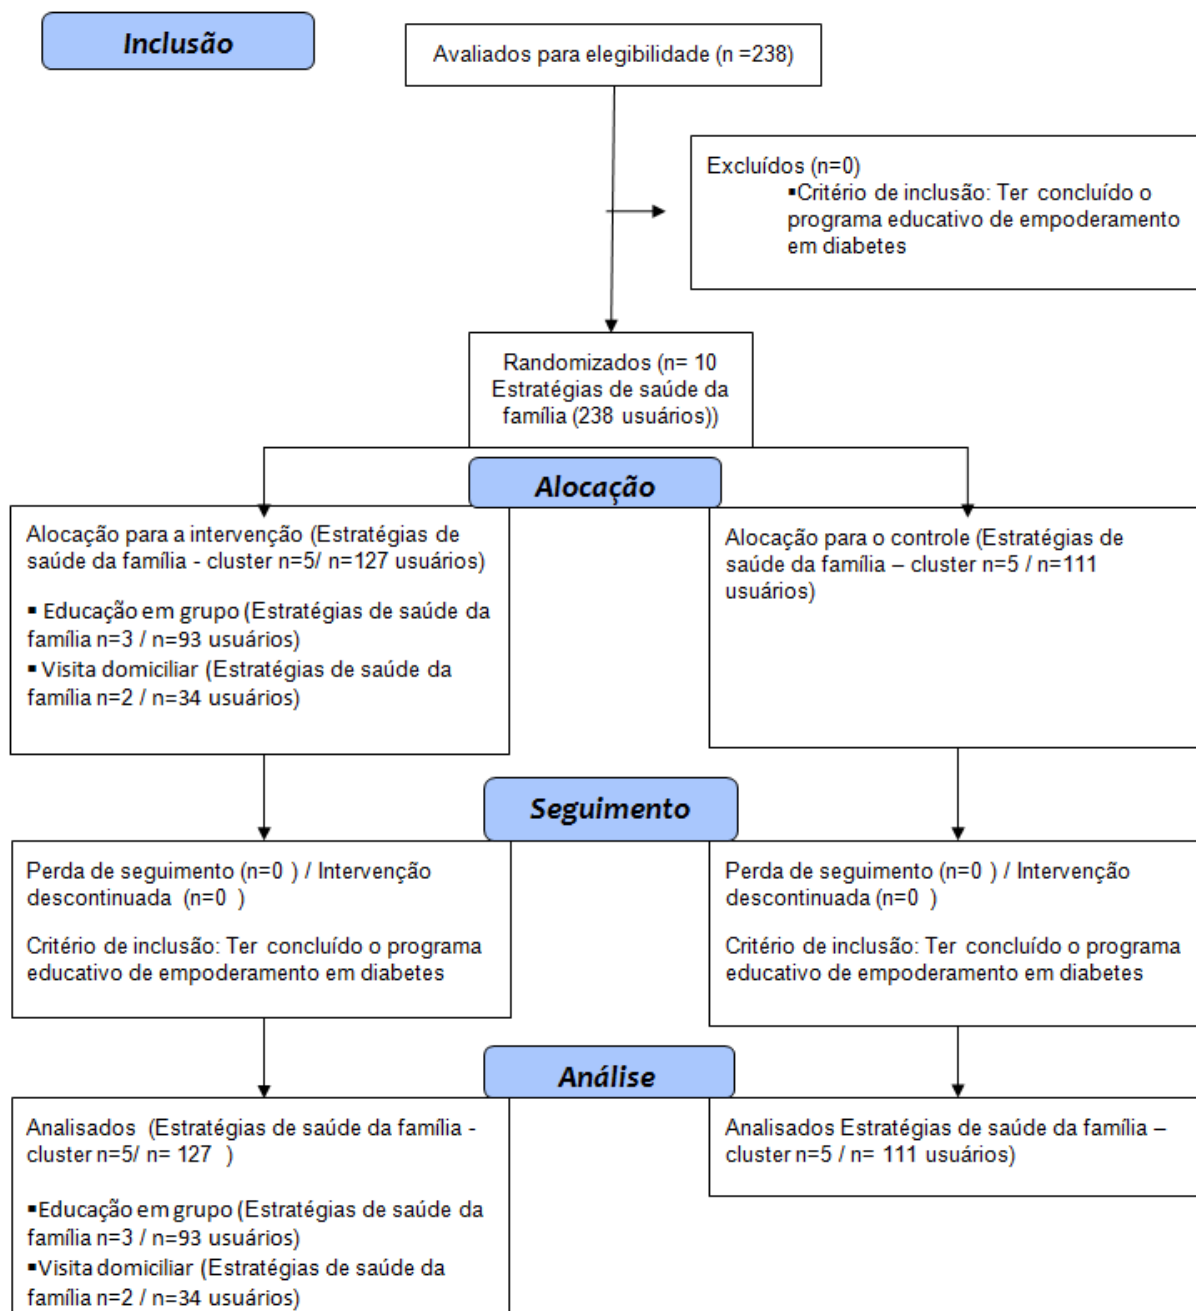 Inclusão
Avaliados para elegibilidade (n =238)
Excluídos (n=0)
▪Critério de inclusão: Ter concluído o
programa educativo de empoderamento
em diabetes
Randomizados (n= 10
Estratégias de saúde da
família (238 usuários))
Alocação
Alocação para a intervenção (Estratégias de
saúde da família - cluster n=5/ n=127 usuários)
▪ Educação em grupo (Estratégias de saúde da
família n=3 / n=93 usuários)
▪ Visita domiciliar (Estratégias de saúde da
família n=2 / n=34 usuários)
Alocação para o controle (Estratégias de
saúde da família – cluster n=5 / n=111
usuários)
Seguimento
Perda de seguimento (n=0 ) / Intervenção
descontinuada (n=0 )
Critério de inclusão: Ter concluído o programa
educativo de empoderamento em diabetes
Perda de seguimento (n=0 ) / Intervenção
descontinuada (n=0 )
Critério de inclusão: Ter concluído o programa
educativo de empoderamento em diabetes
Análise
Analisados (Estratégias de saúde da família -
cluster n=5/ n= 127 )
▪Educação em grupo (Estratégias de saúde da
família n=3 / n=93 usuários)
▪Visita domiciliar (Estratégias de saúde da
família n=2 / n=34 usuários)
Analisados Estratégias de saúde da família –
cluster n=5 / n= 111 usuários)